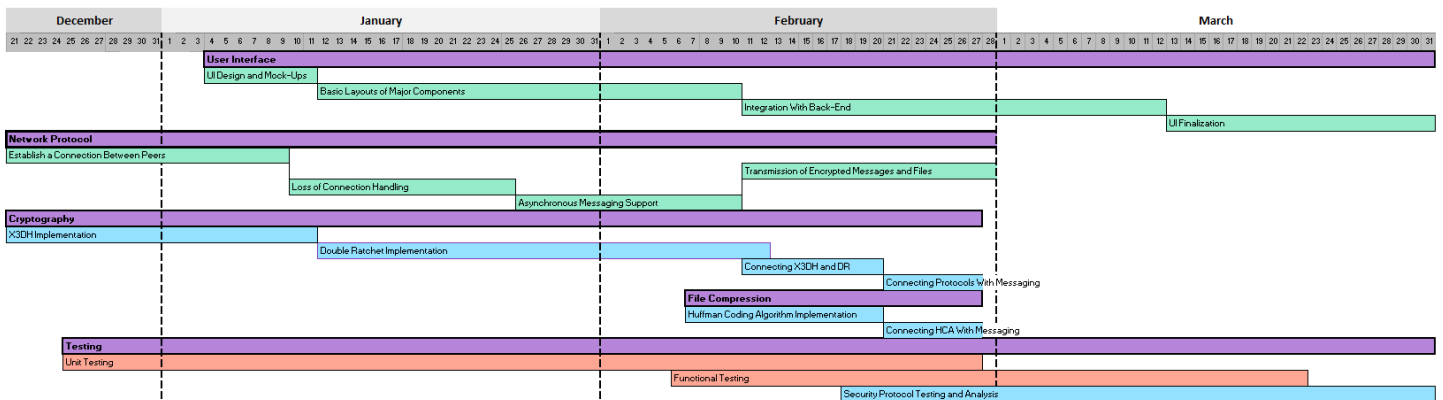 December January February March
21 22 23 24 25 26 27 28 29 30 31 1 2 3 4 5 6 7 8 9 10 11 12 13 14 15 16 17 18 19 20 21 22 23 24 25 26 27 28 29 30 31 1 2 3 4 5 6 7 8 9 10 11 12 13 14 15 16 17 18 19 20 21 22 23 24 25 26 27 28 1 2 3 4 5 6 7 8 9 10 11 12 13 14 15 16 17 18 19 20 21 22 23 24 25 26 27 28 29 30 31
User Interface
UI Design and Mock-Ups
Basic Layouts of Major Components
Integration With Back-End
UI Finalization
Network Protocol
Establish a Connection Between Peers
Transmission of Encrypted Messages and Files
Loss of Connection Handling
Asynchronous Messaging Support
Cryptography
X3DH Implementation
Double Ratchet Implementation
Connecting X3DH and DR
Connecting Protocols With Messaging
File Compression
Huffman Coding Algorithm Implementation
Connecting HCA With Messaging
Testing
Unit Testing
Functional Testing
Security Protocol Testing and Analysis